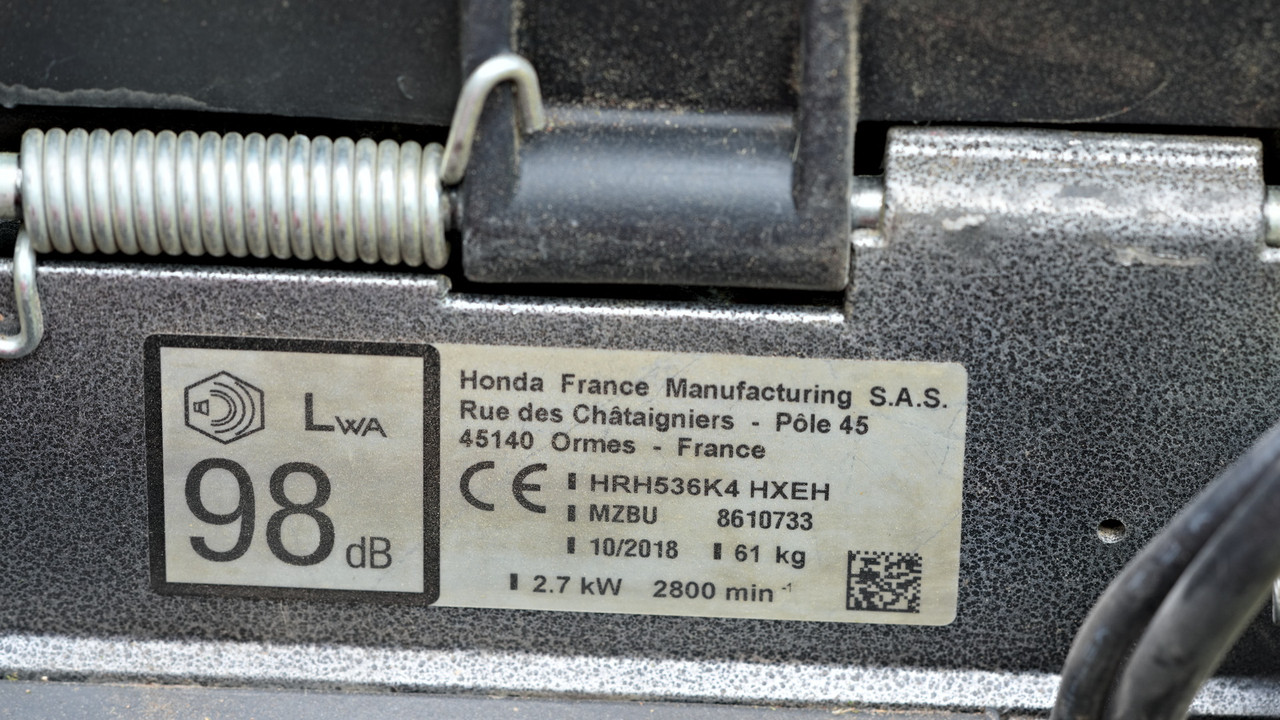 LWA
98 dB
Honda France Manufacturing S.A.S.
Rue des Châtaigniers - Pôle 45
45140 Ormes - France
CE HRH536K4 HXEH
MZBU 8610733
10/2018 61 kg
2.7 kW 2800 min -1